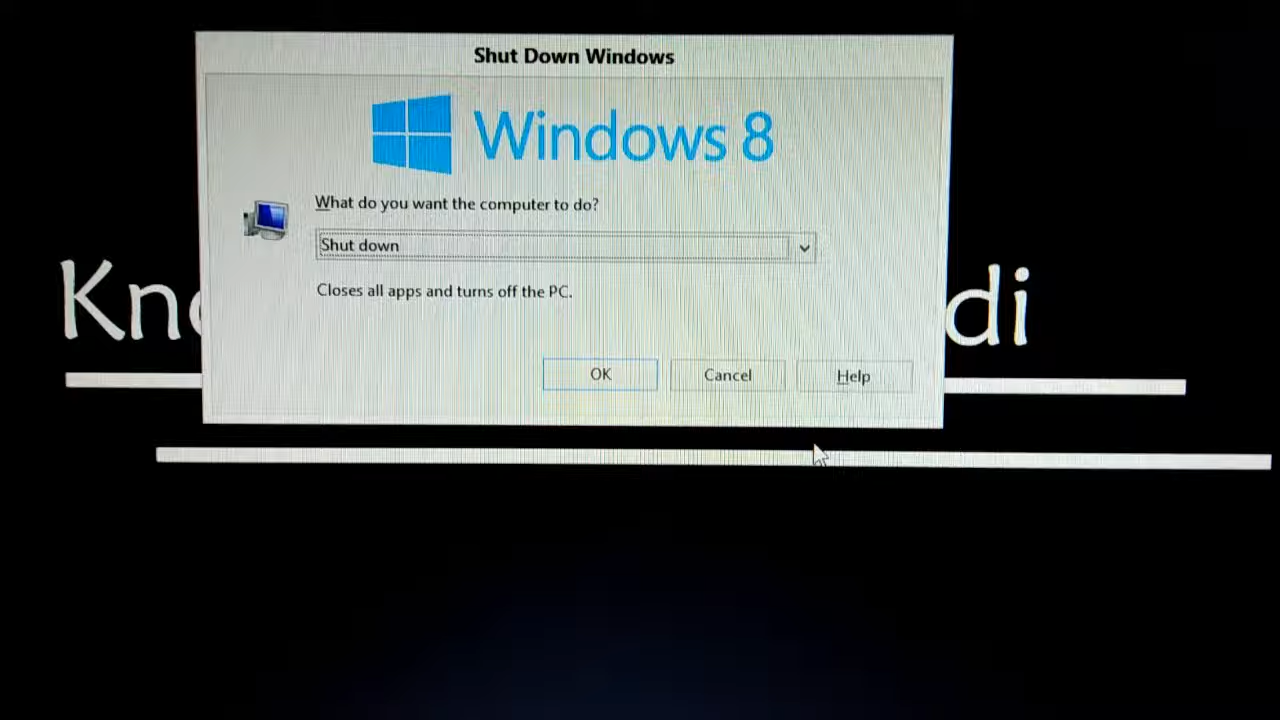 Shut Down Windows
Windows 8
What do you want the computer to do?
Shut down
Closes all apps and turns off the PC.
OK Cancel Help